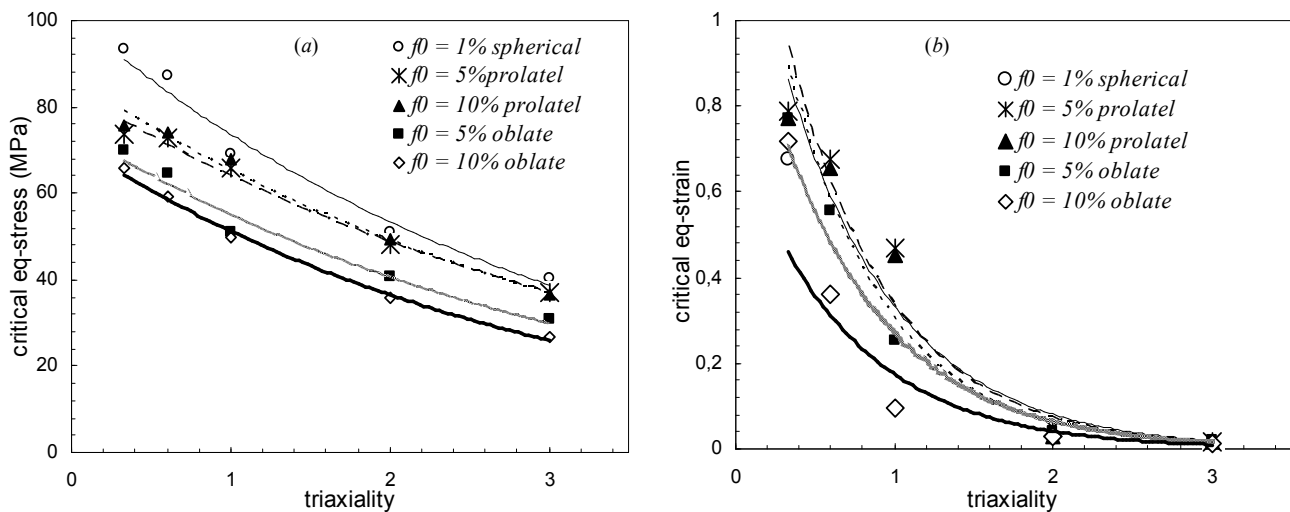 100
80
60
40
20
0
0
1
2
3
critical eq-stress (MPa)
triaxiality
(a)
f0 = 1% spherical
f0 = 5%prolatel
f0 = 10% prolatel
f0 = 5% oblate
f0 = 10% oblate
1
0,8
0,6
0,4
0,2
0
0
1
2
3
critical eq-strain
triaxiality
(b)
f0 = 1% spherical
f0 = 5% prolatel
f0 = 10% prolatel
f0 = 5% oblate
f0 = 10% oblate